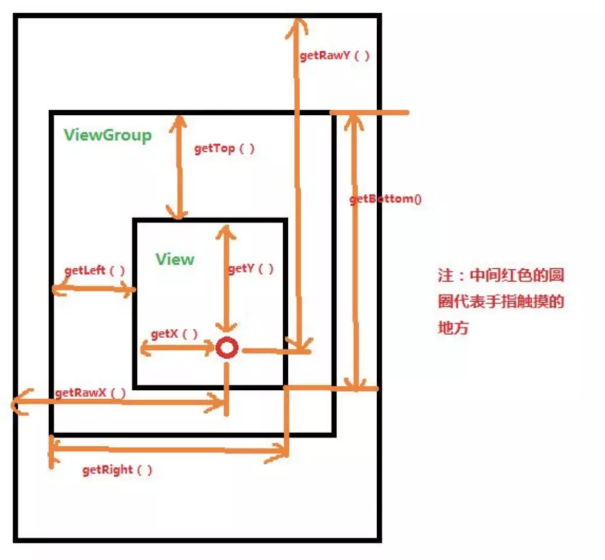 getRawY ( )
ViewGroup
getTop ( )
getBottom()
View
getLeft ( )
getY ( )
注：中间红色的圆
圈代表手指触摸的
地方
getX ( )
getRawX ( )
getRight ( )